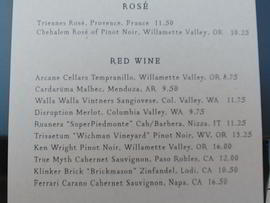 ROSÉ
Triennes Rosé, Provence, France 11.50
Chehalem Rosé of Pinot Noir, Willamette Valley, OR 10.25
RED WINE
Arcane Cellars Tempranillo, Willamette Valley, OR 8.75
Cardaruma Malbec, Mendoza, AR 9.50
Walla Walla Vintners Sangiovese, Col. Valley, WA 11.75
Disruption Merlot, Columbia Valley, WA 9.75
Ruanera "SuperPiedmonte" Cab/Barbera, Nizza, IT 11.25
Trisaetum "Wichman Vineyard" Pinot Noir, WV, OR 13.25
Ken Wright Pinot Noir, Willamette Valley, OR 16.00
True Myth Cabernet Sauvignon, Paso Robles, CA 12.00
Klinker Brick "Brickmason" Zinfandel, Lodi, CA 10.50
Ferrari Carano Cabernet Sauvignon, Napa, CA 16.50